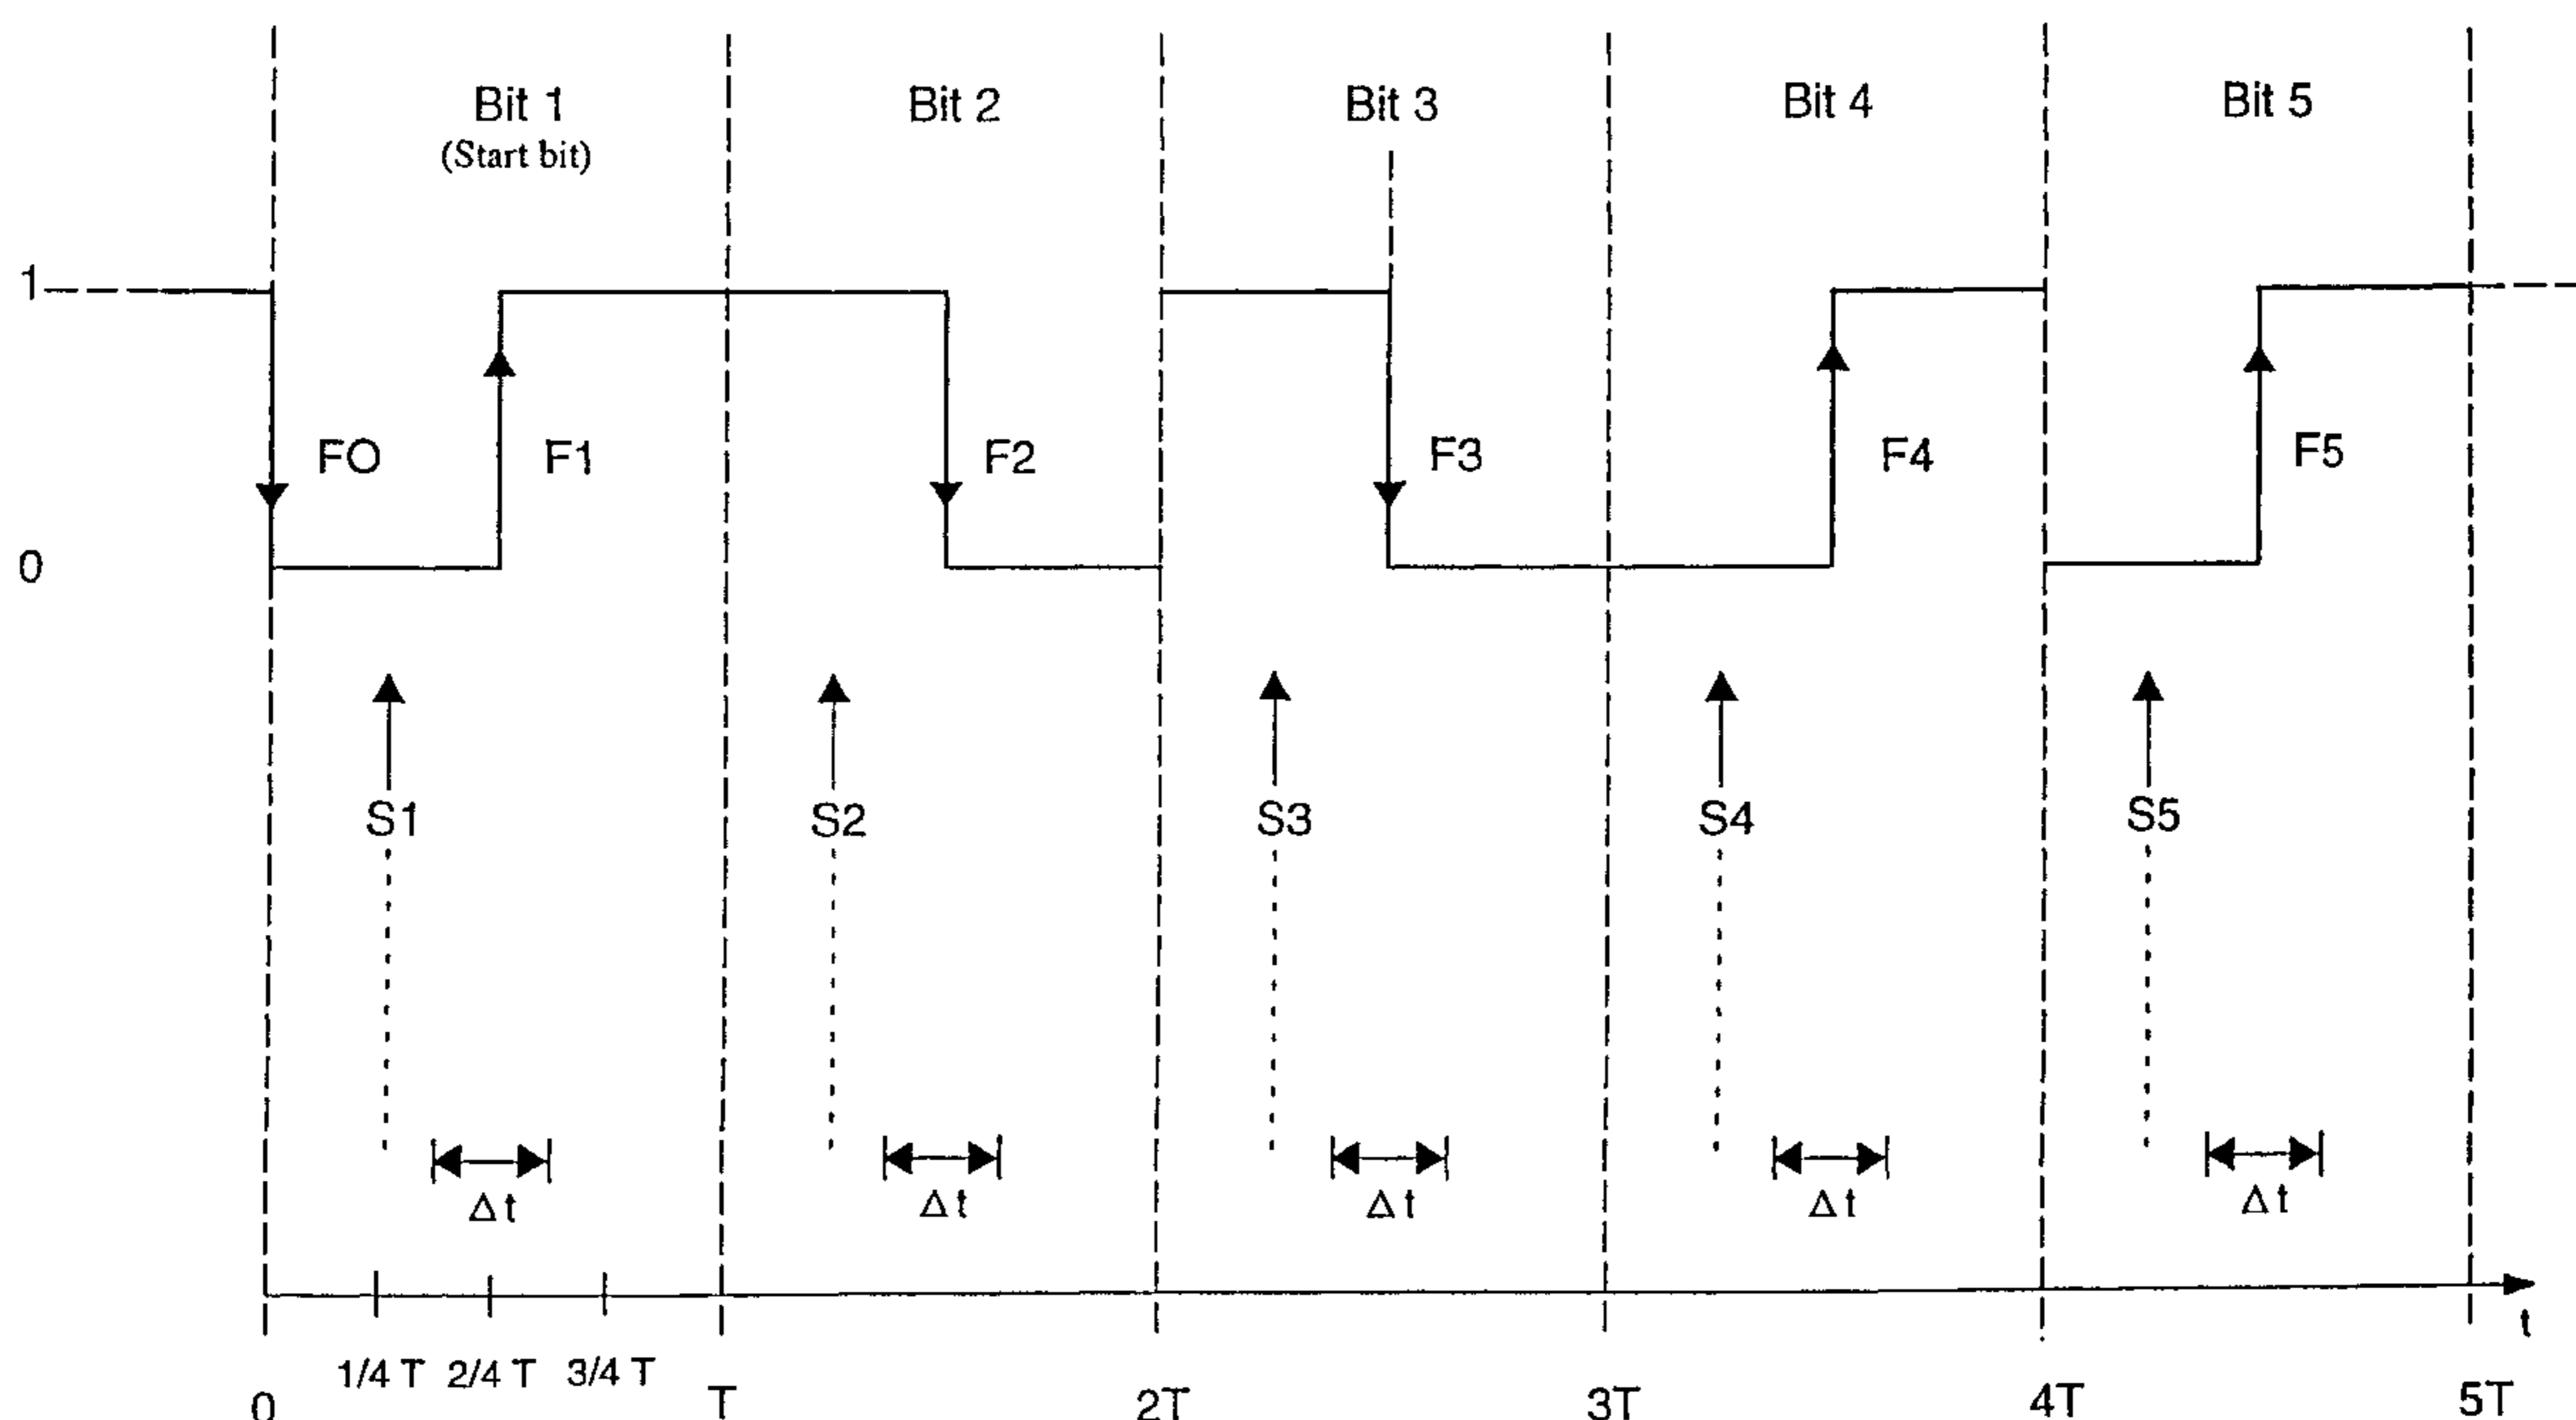 Bit 1 Bit 2 Bit 3 Bit 4 Bit 5
(Start bit)
1
FO F1 F2 F3 F4 F5
0
S1 S2 S3 S4 S5
Δt Δt Δt Δt Δt
t
1/4 T 2/4 T 3/4 T
0 T 2T 3T 4T 5T